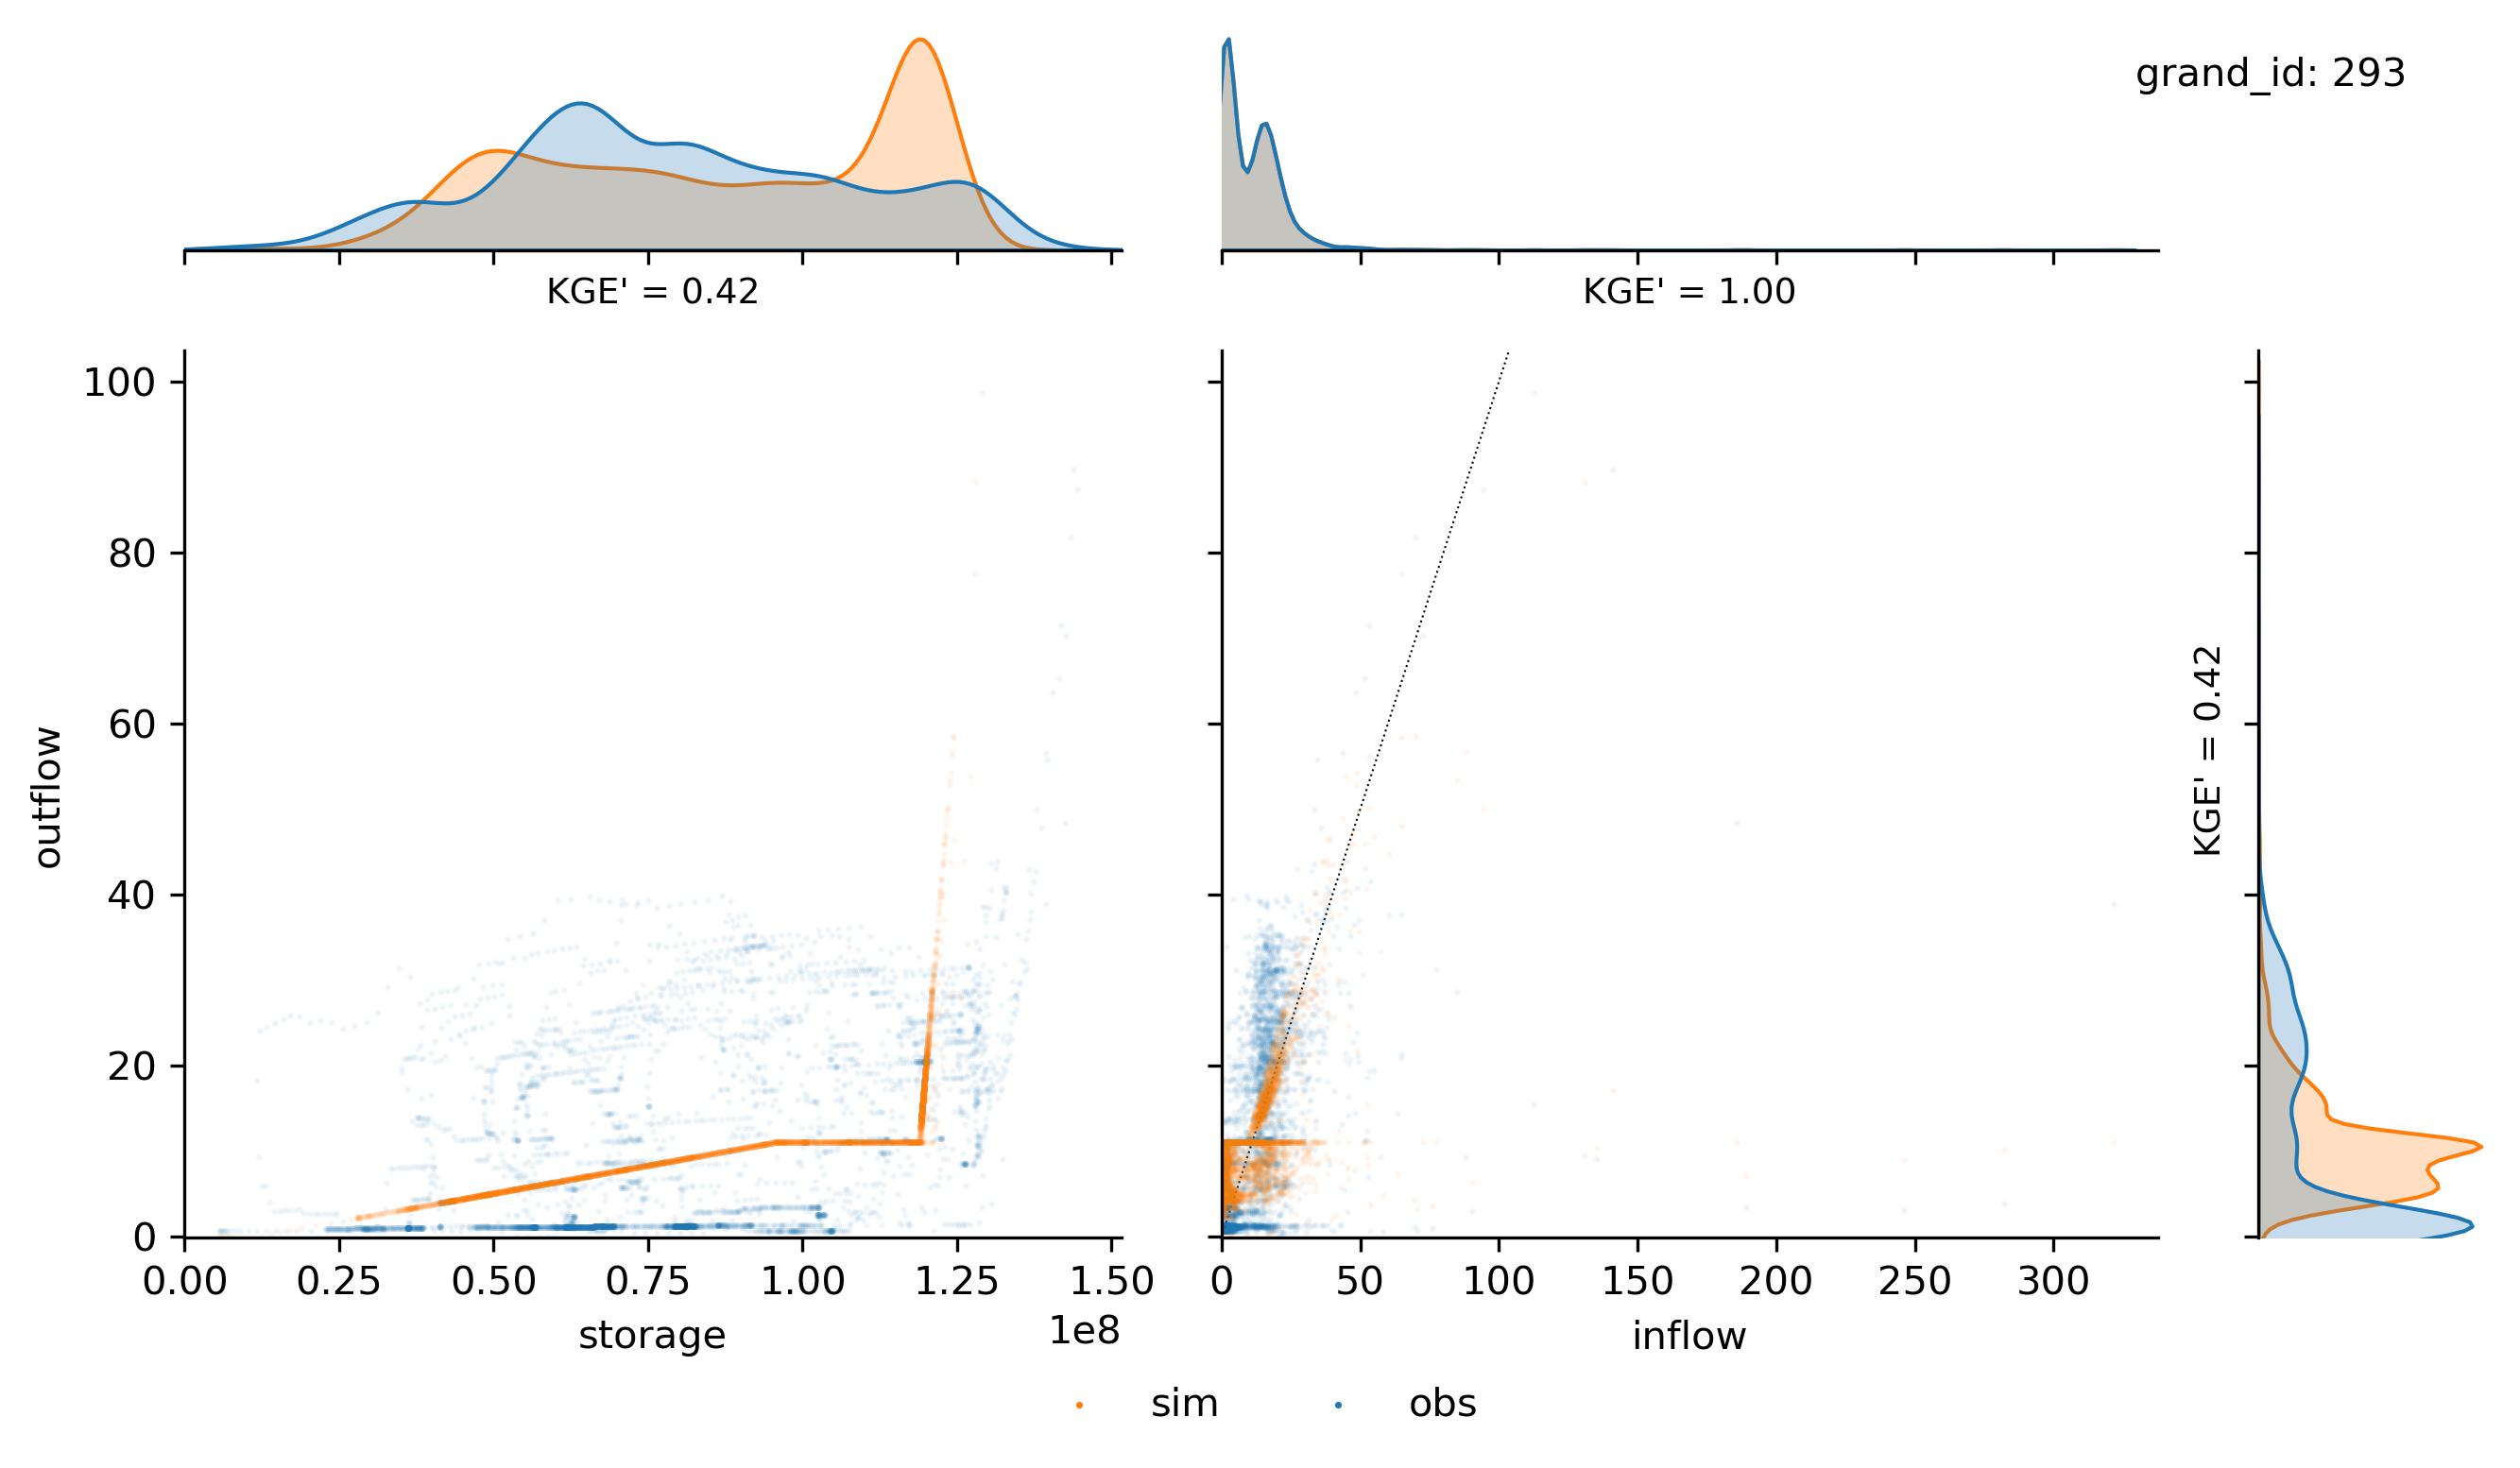 grand_id: 293
KGE' = 0.42
KGE' = 1.00
100
80
60
40
20
0
outflow
KGE' = 0.42
0.00 0.25 0.50 0.75 1.00 1.25 1.50
0 50 100 150 200 250 300
1e8
storage
inflow
sim obs